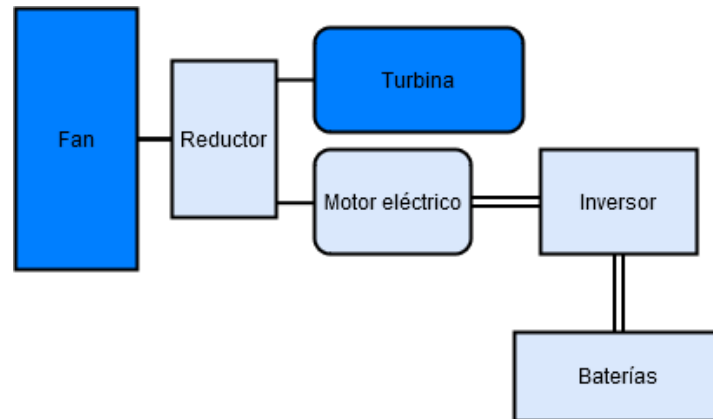 Fan
Reductor
Turbina
Motor eléctrico
Inversor
Baterías